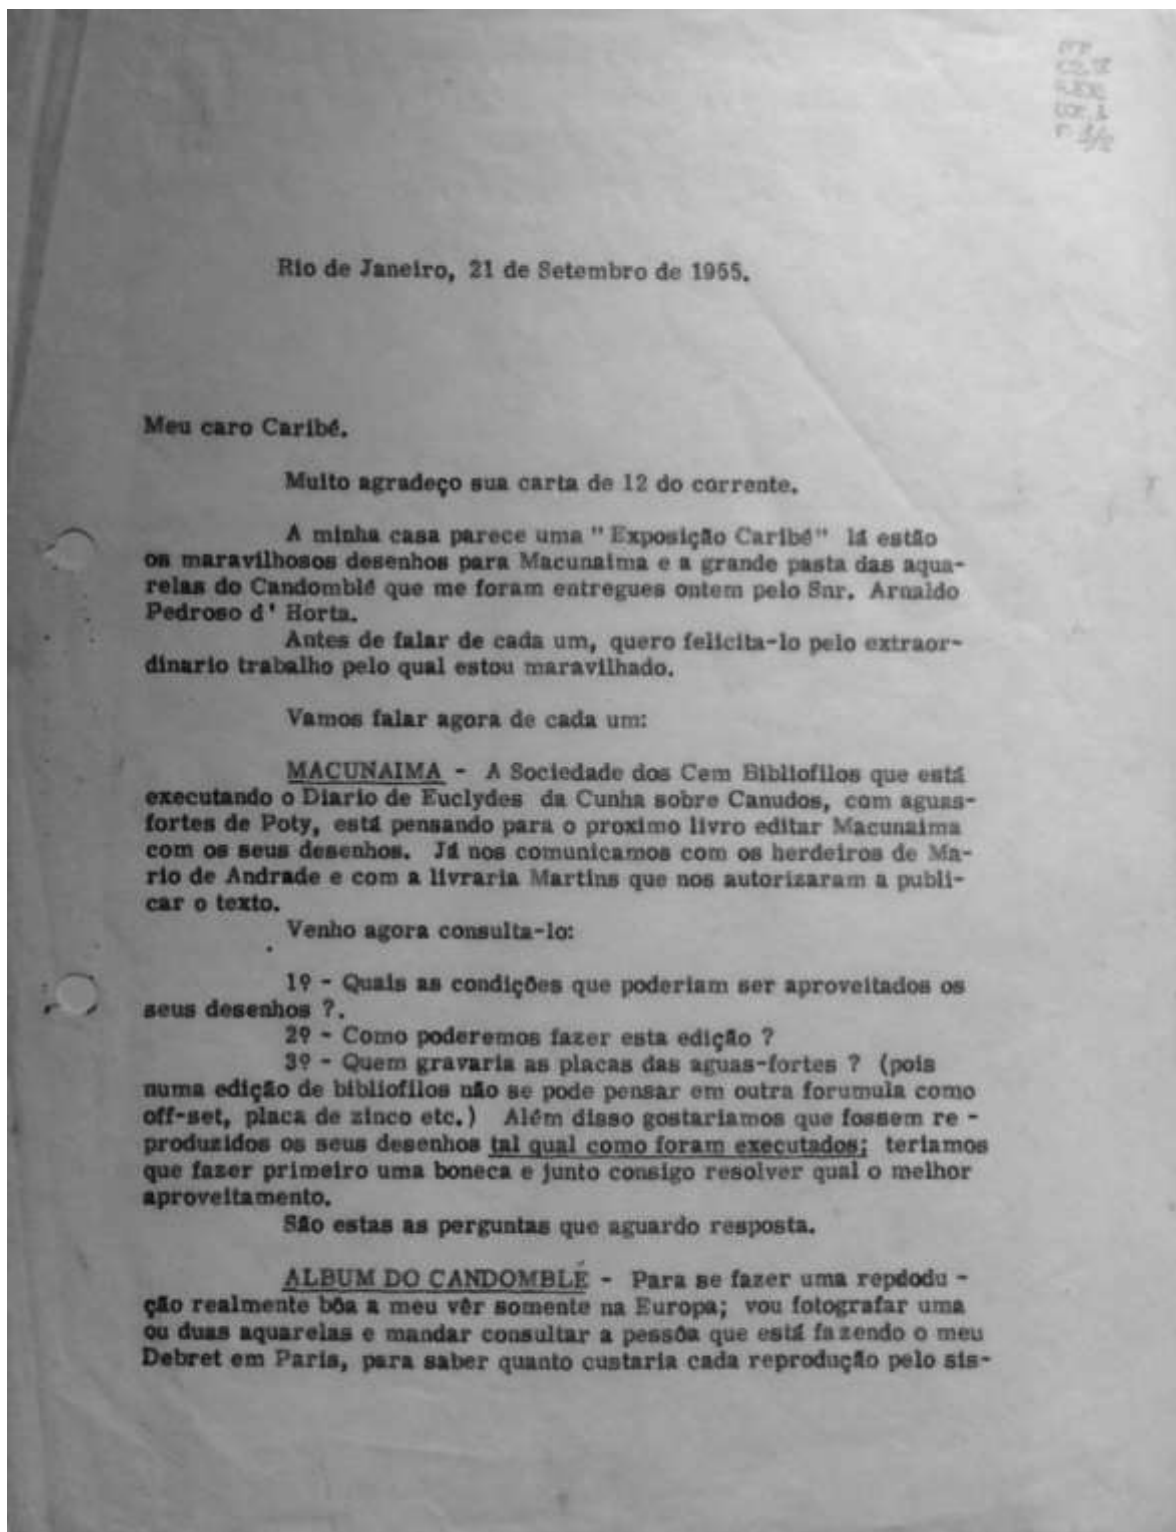 Rio de Janeiro, 21 de Setembro de 1955.
Meu caro Caribé.
Muito agradeço sua carta de 12 do corrente.
A minha casa parece uma " Exposição Caribé" lá estão
os maravilhosos desenhos para Macunaima e a grande pasta das aqua-
relas do Candomblé que me foram entregues ontem pelo Snr. Arnaldo
Pedroso d' Horta.
Antes de falar de cada um, quero felicita-lo pelo extraor-
dinario trabalho pelo qual estou maravilhado.
Vamos falar agora de cada um:
MACUNAIMA - A Sociedade dos Cem Bibliofilos que está
executando o Diario de Euclydes da Cunha sobre Canudos, com aguas-
fortes de Poty, está pensando para o proximo livro editar Macunaima
com os seus desenhos. Já nos comunicamos com os herdeiros de Ma-
rio de Andrade e com a livraria Martins que nos autorizaram a publi-
car o texto.
Venho agora consulta-lo:
1º - Quais as condições que poderiam ser aproveitados os
seus desenhos ?.
2º - Como poderemos fazer esta edição ?
3º - Quem gravaria as placas das aguas-fortes ? (pois
numa edição de bibliofilos não se pode pensar em outra forumula como
off-set, placa de zinco etc.) Além disso gostariamos que fossem re -
produzidos os seus desenhos tal qual como foram executados; teriamos
que fazer primeiro uma boneca e junto consigo resolver qual o melhor
aproveitamento.
São estas as perguntas que aguardo resposta.
ALBUM DO CANDOMBLÉ - Para se fazer uma repdodu -
ção realmente bôa a meu vêr somente na Europa; vou fotografar uma
ou duas aquarelas e mandar consultar a pessôa que está fazendo o meu
Debret em Paris, para saber quanto custaria cada reprodução pelo sis-